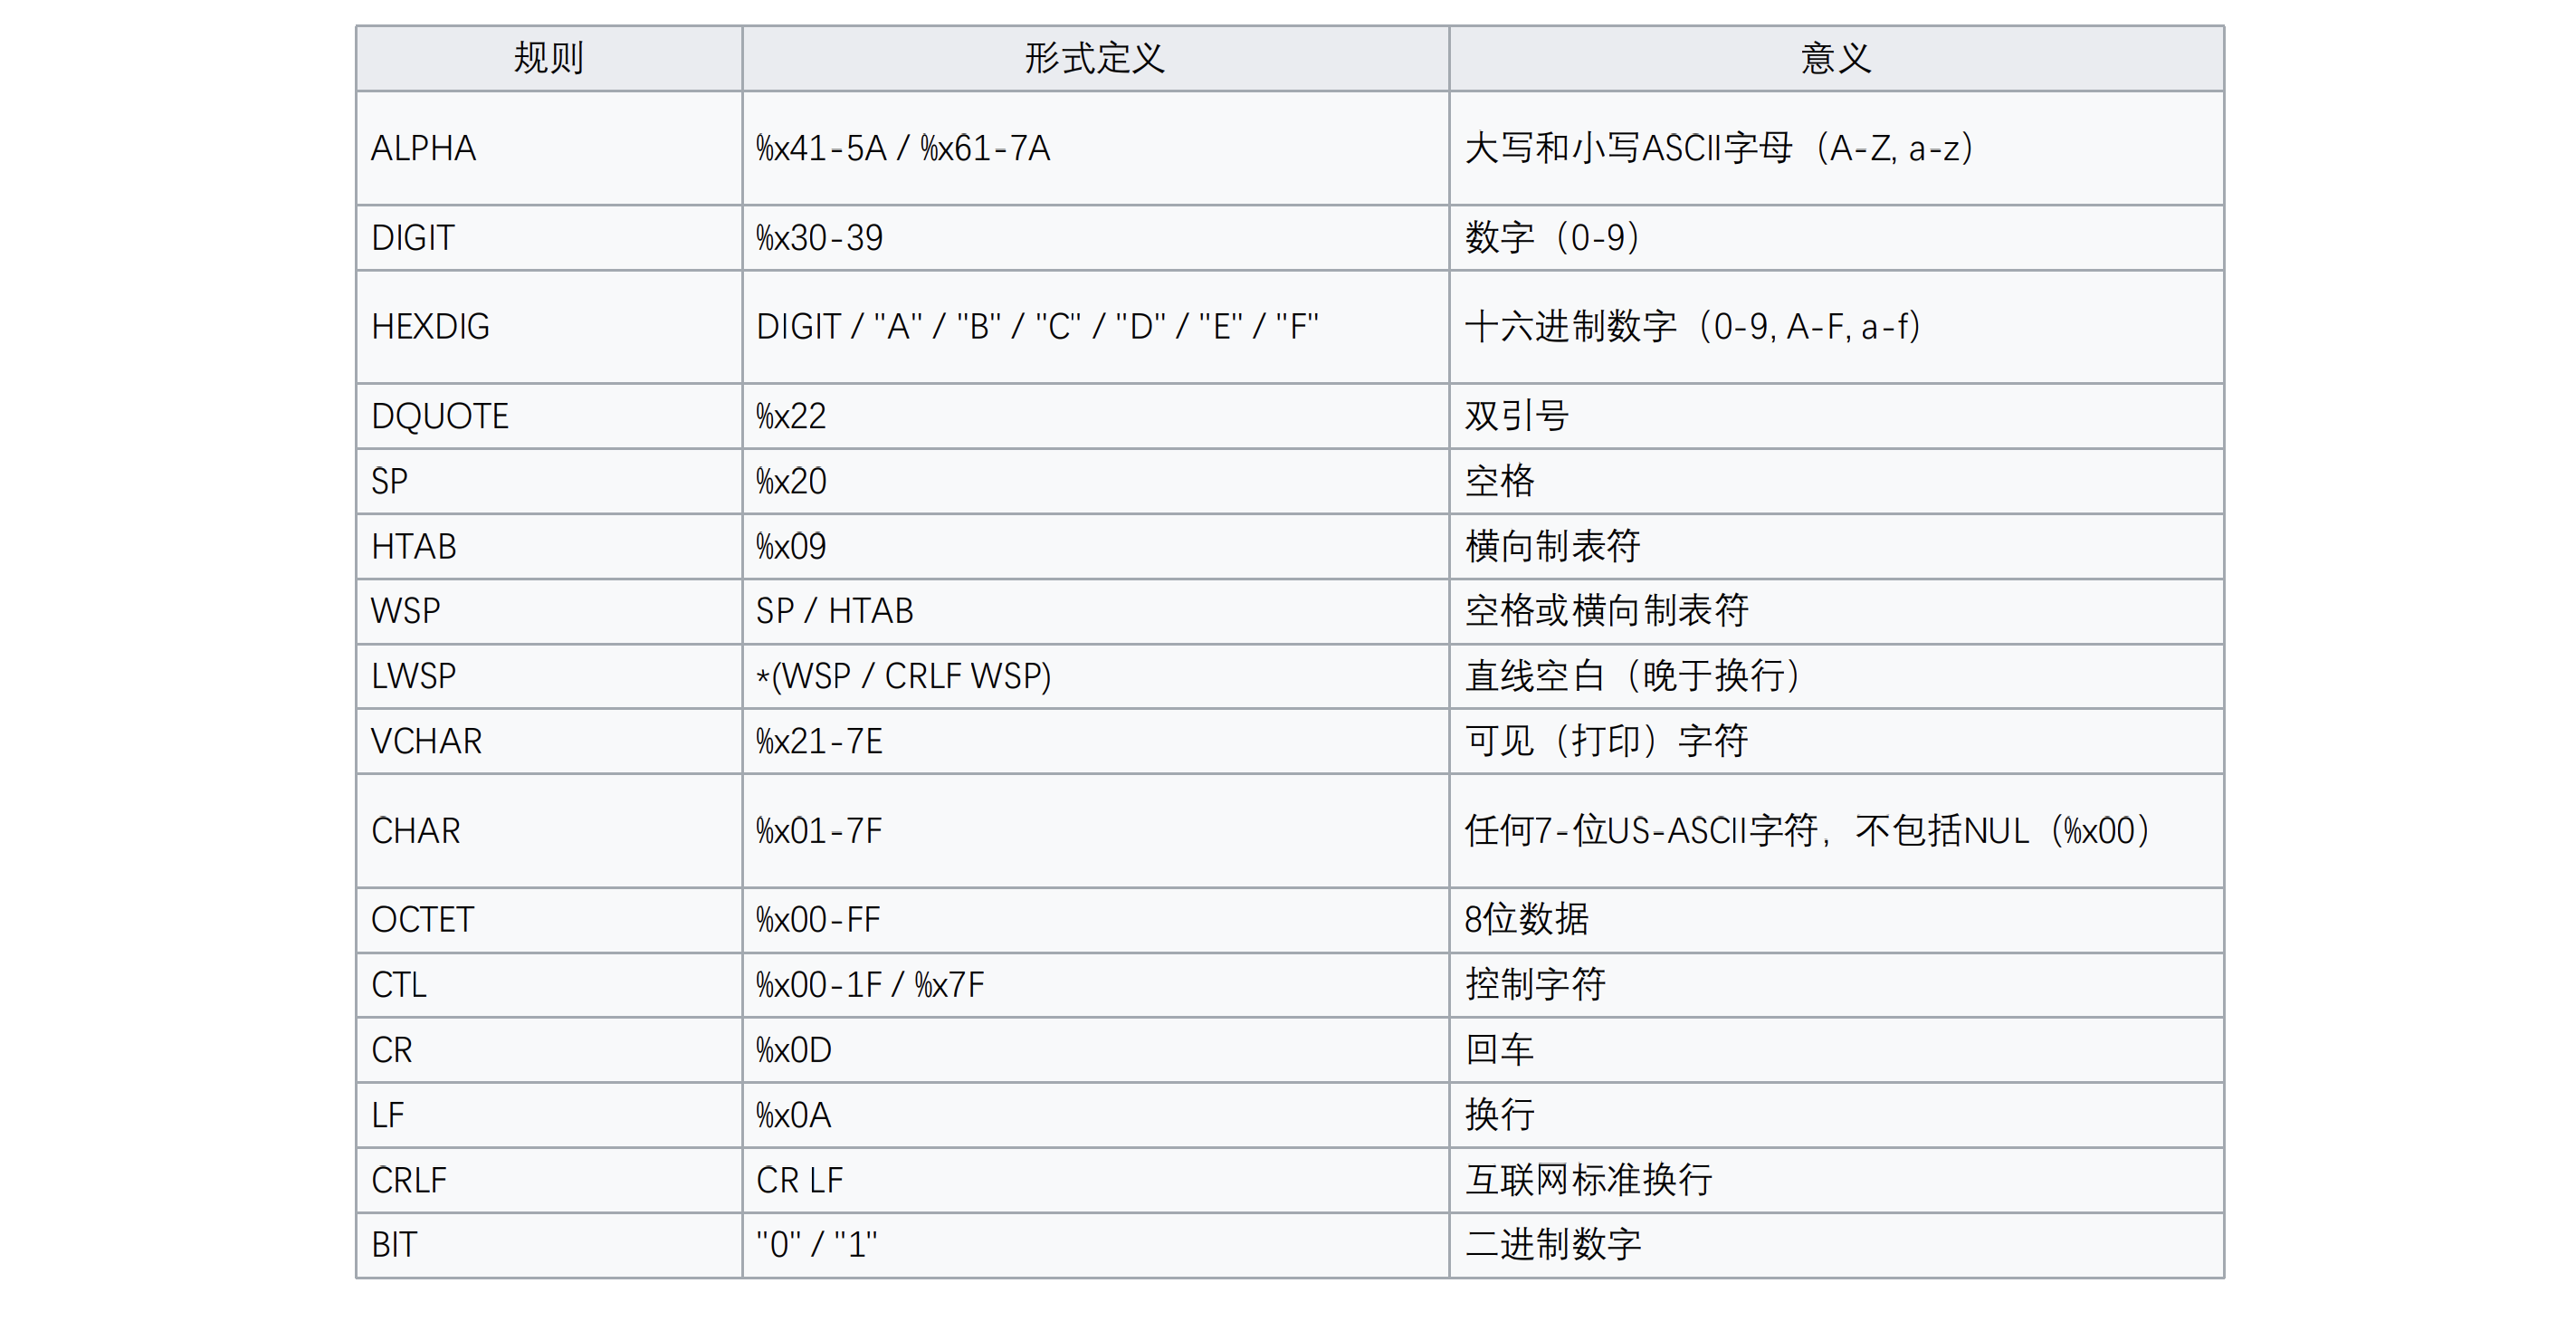 规则 形式定义 意义
ALPHA %x41-5A / %x61-7A 大写和小写ASCII字母（A-Z, a-z）
DIGIT %x30-39 数字（0-9）
HEXDIG DIGIT / "A" / "B" / "C" / "D" / "E" / "F" 十六进制数字（0-9, A-F, a-f）
DQUOTE %x22 双引号
SP %x20 空格
HTAB %x09 横向制表符
WSP SP / HTAB 空格或横向制表符
LWSP *(WSP / CRLF WSP) 直线空白（晚于换行）
VCHAR %x21-7E 可见（打印）字符
CHAR %x01-7F 任何7-位US-ASCII字符，不包括NUL（%x00）
OCTET %x00-FF 8位数据
CTL %x00-1F / %x7F 控制字符
CR %x0D 回车
LF %x0A 换行
CRLF CR LF 互联网标准换行
BIT "0" / "1" 二进制数字